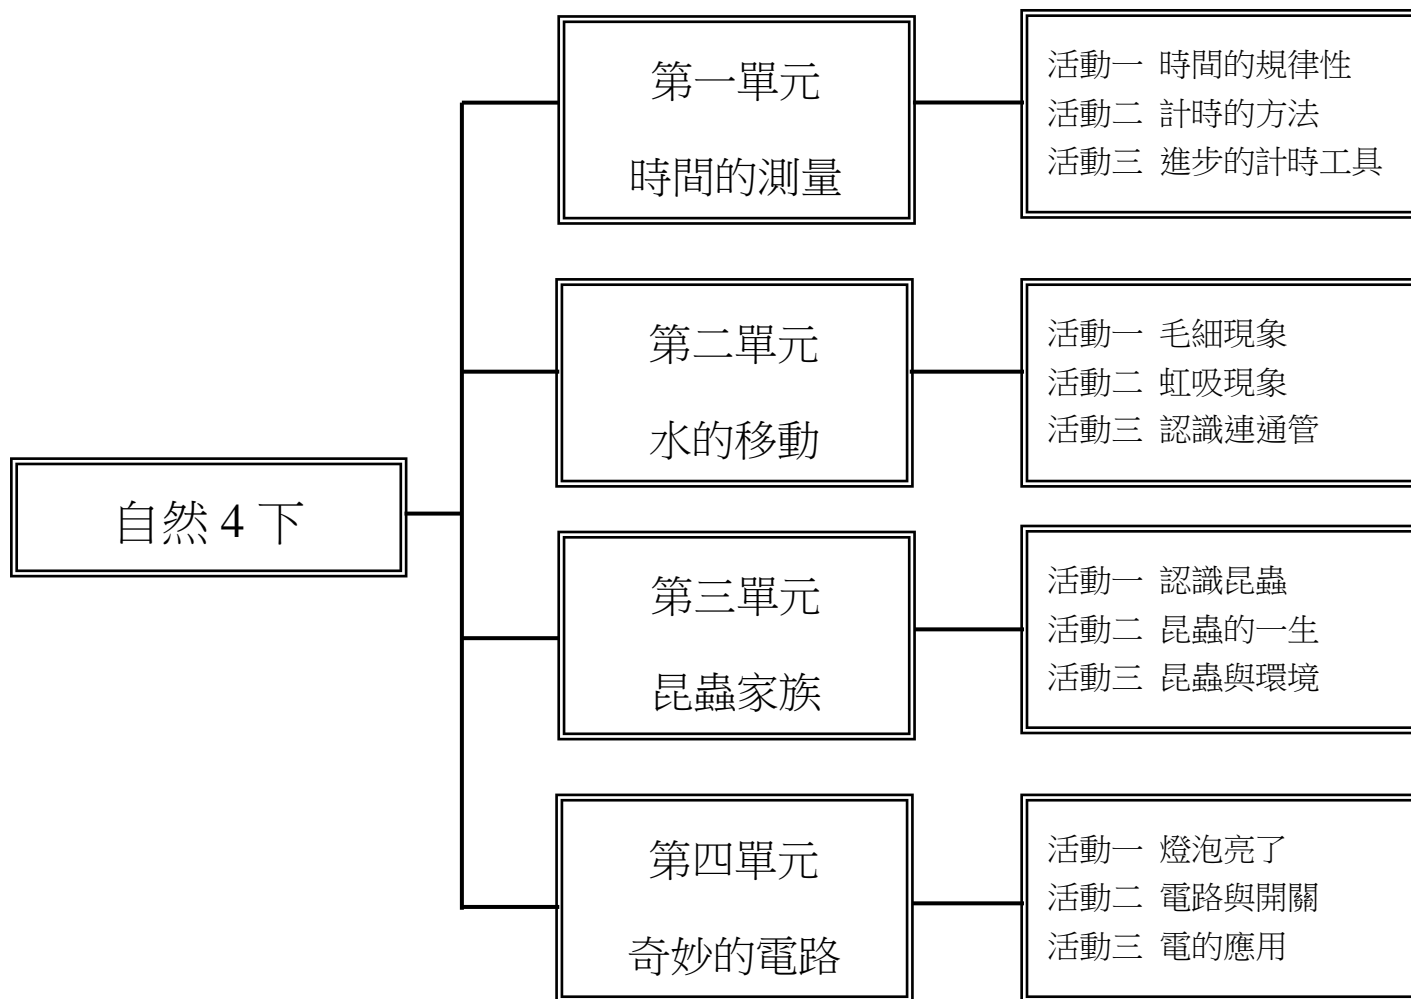 自然 4 下
第一單元
時間的測量
活動一 時間的規律性
活動二 計時的方法
活動三 進步的計時工具
第二單元
水的移動
活動一 毛細現象
活動二 虹吸現象
活動三 認識連通管
第三單元
昆蟲家族
活動一 認識昆蟲
活動二 昆蟲的一生
活動三 昆蟲與環境
第四單元
奇妙的電路
活動一 燈泡亮了
活動二 電路與開關
活動三 電的應用